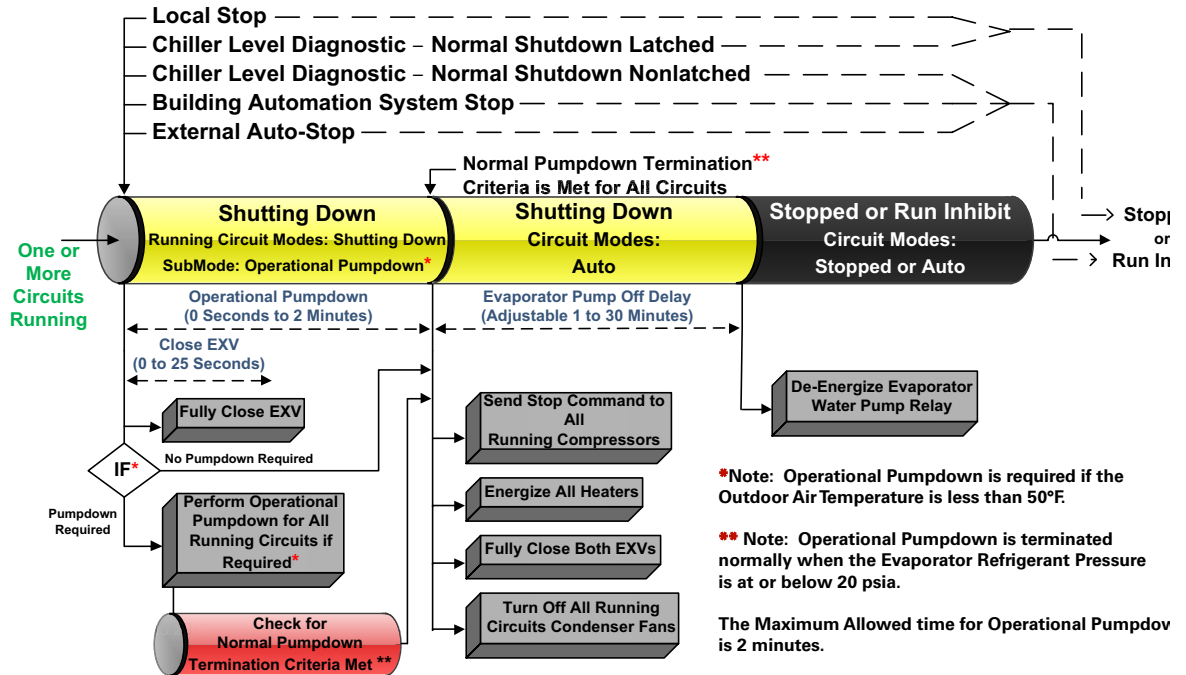 Local Stop
Chiller Level Diagnostic – Normal Shutdown Latched
Chiller Level Diagnostic – Normal Shutdown Nonlatched
Building Automation System Stop
External Auto-Stop
Normal Pumpdown Termination**
Criteria is Met for All Circuits
One or
More
Circuits
Running
Shutting Down
Running Circuit Modes: Shutting Down
SubMode: Operational Pumpdown*
Shutting Down
Circuit Modes:
Auto
Stopped or Run Inhibit
Circuit Modes:
Stopped or Auto
or
Operational Pumpdown
(0 Seconds to 2 Minutes)
Evaporator Pump Off Delay
(Adjustable 1 to 30 Minutes)
Close EXV
(0 to 25 Seconds)
Fully Close EXV
IF*
No Pumpdown Required
Pumpdown
Required
Perform Operational
Pumpdown for All
Running Circuits if
Required*
Check for
Normal Pumpdown
Termination Criteria Met **
Send Stop Command to
All
Running Compressors
Energize All Heaters
Fully Close Both EXVs
Turn Off All Running
Circuits Condenser Fans
De-Energize Evaporator
Water Pump Relay
*Note: Operational Pumpdown is required if the
Outdoor Air Temperature is less than 50ºF.
** Note: Operational Pumpdown is terminated
normally when the Evaporator Refrigerant Pressure
is at or below 20 psia.
The Maximum Allowed time for Operational
is 2 minutes.